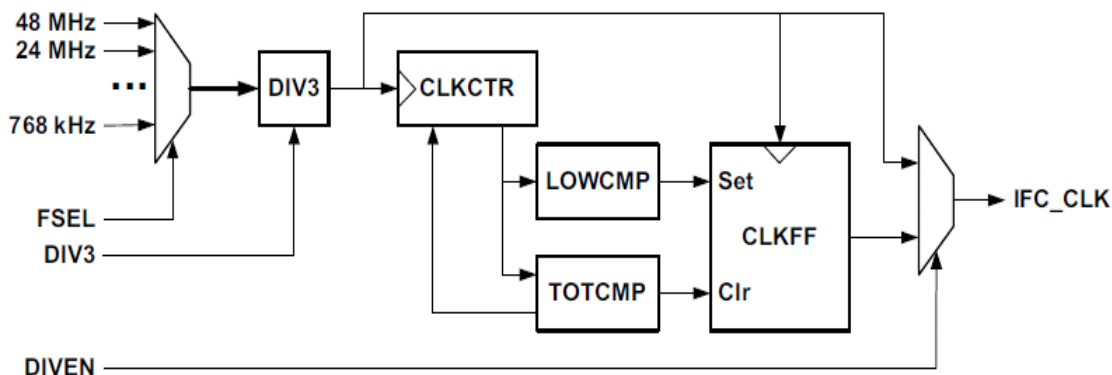 48 MHz
24 MHz
...
768 kHz
FSEL
DIV3
DIVEN
DIV3
CLKCTR
LOWCMP
TOTCMP
Set
CLKFF
Clr
IFC_CLK